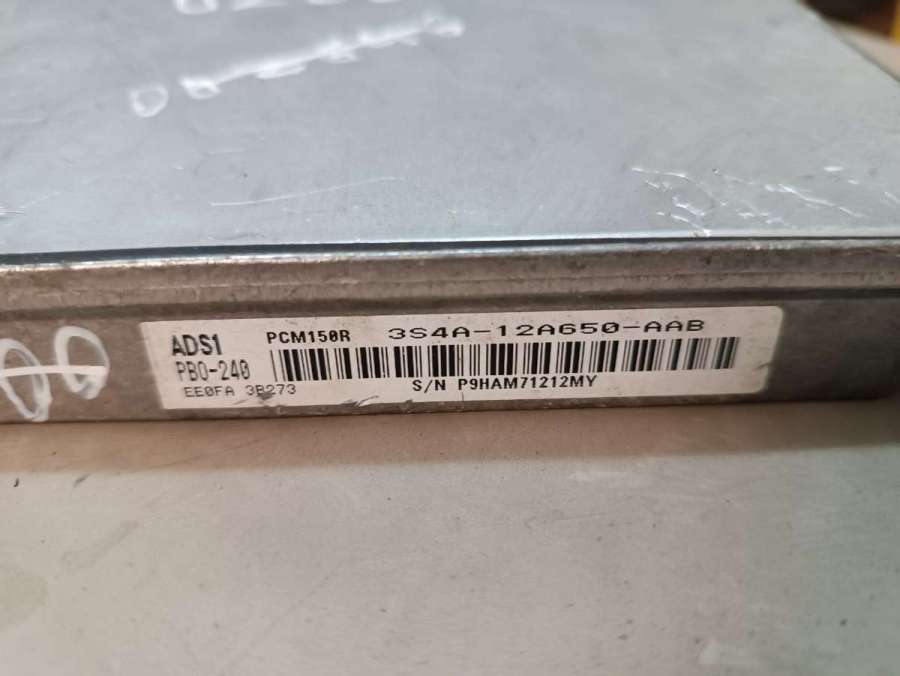 ADS1 PCM150R 3S4A-12A650-AAB
PBO-240
EE0FA 3B273
S/N P9HAM71212MY